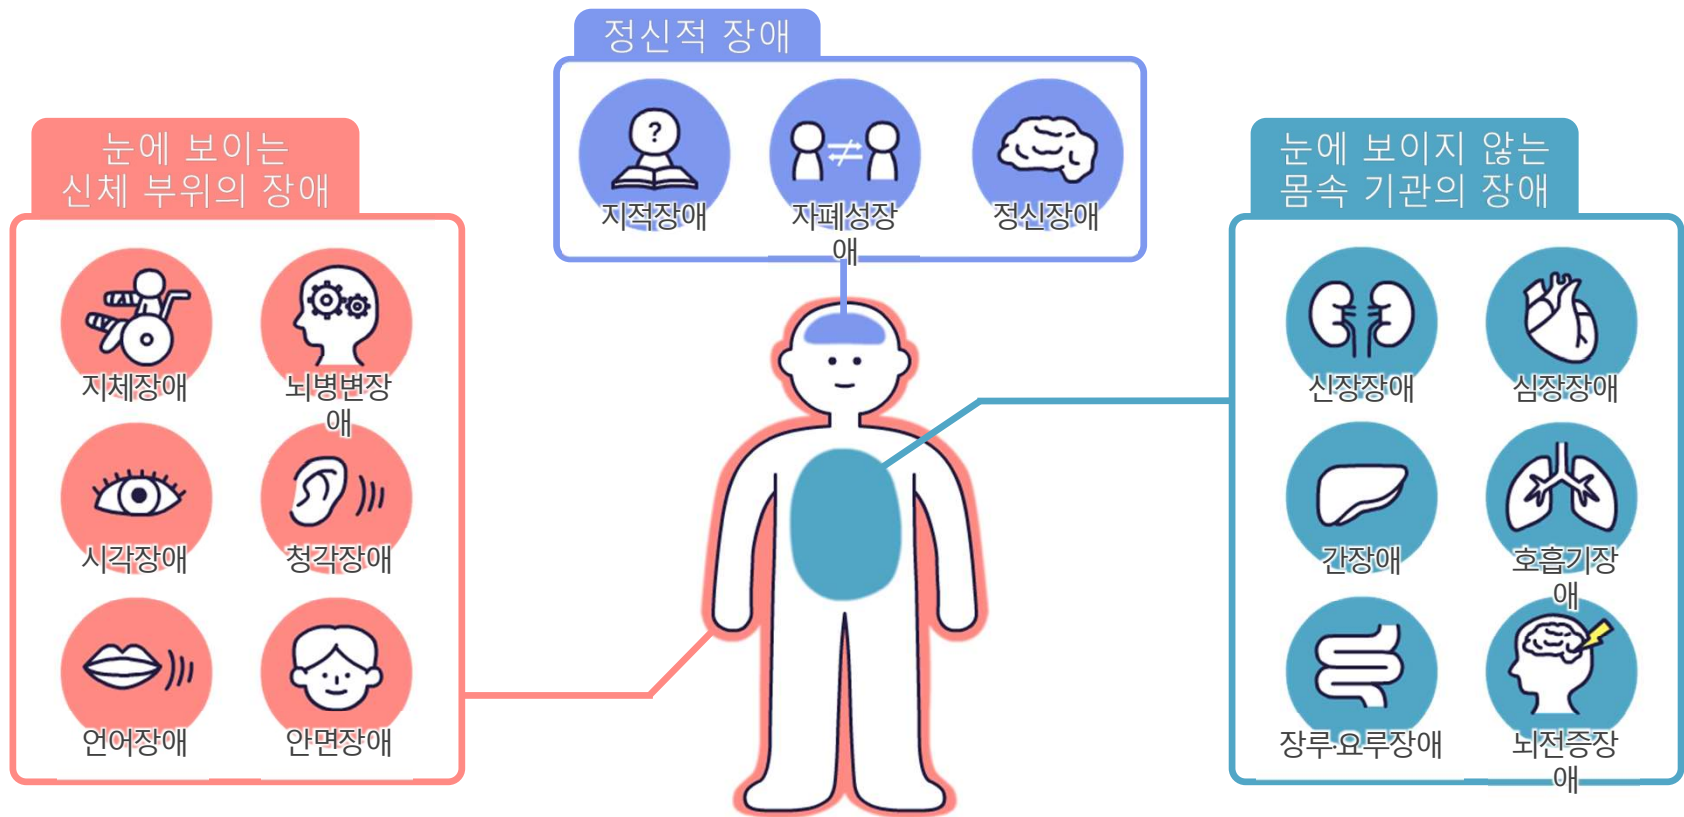 정신적 장애
?
지적장애
자폐성장
애
정신장애
눈에 보이는
신체 부위의 장애
지체장애
뇌병변장
애
시각장애
청각장애
언어장애
안면장애
눈에 보이지 않는
몸속 기관의 장애
신장장애
심장장애
간장애
호흡기장
애
장루·요루장애
뇌전증장
애